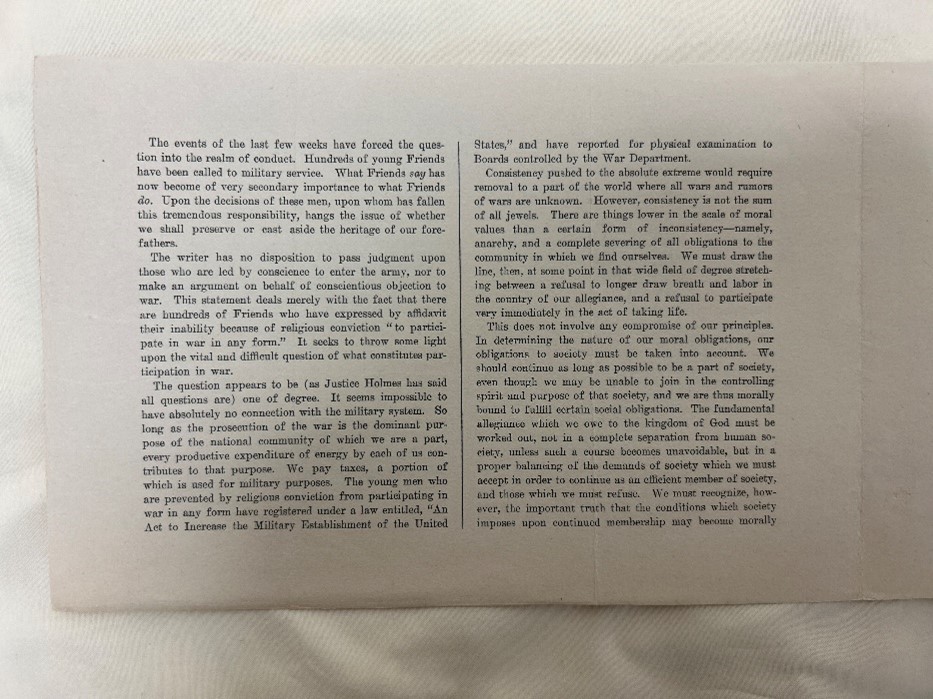 The events of the last few weeks have forced the ques-
tion into the realm of conduct. Hundreds of young Friends
have been called to military service. What Friends say has
now become of very secondary importance to what Friends
do. Upon the decisions of these men, upon whom has fallen
this tremendous responsibility, hangs the issue of whether
we shall preserve or cast aside the heritage of our fore-
fathers.
The writer has no disposition to pass judgment upon
those who are led by conscience to enter the army, nor to
make an argument on behalf of conscientious objection to
war. This statement deals merely with the fact that there
are hundreds of Friends who have expressed by affidavit
their inability because of religious conviction "to partici-
pate in war in any form." It seeks to throw some light
upon the vital and difficult question of what constitutes par-
ticipation in war.
The question appears to be (as Justice Holmes has said
all questions are) one of degree. It seems impossible to
have absolutely no connection with the military system. So
long as the prosecution of the war is the dominant pur-
pose of the national community of which we are a part,
every productive expenditure of energy by each of us con-
tributes to that purpose. We pay taxes, a portion of
which is used for military purposes. The young men who
are prevented by religious conviction from participating in
war in any form have registered under a law entitled, "An
Act to Increase the Military Establishment of the United
States," and have reported for physical examination to
Boards controlled by the War Department.
Consistency pushed to the absolute extreme would require
removal to a part of the world where all wars and rumors
of wars are unknown. However, consistency is not the sum
of all jewels. There are things lower in the scale of moral
values than a certain form of inconsistency—namely,
anarchy, and a complete severing of all obligations to the
community in which we find ourselves. We must draw the
line, then, at some point in that wide field of degree stretch-
ing between a refusal to longer draw breath and labor in
the country of our allegiance, and a refusal to participate
very immediately in the act of taking life.
This does not involve any compromise of our principles.
In determining the nature of our moral obligations, our
obligations to society must be taken into account. We
should continue as long as possible to be a part of society,
even though we may be unable to join in the controlling
spirit and purpose of that society, and we are thus morally
bound to fulfill certain social obligations. The fundamental
allegiance which we owe to the kingdom of God must be
worked out, not in a complete separation from human so-
ciety, unless such a course becomes unavoidable, but in a
proper balancing of the demands of society which we must
accept in order to continue as an efficient member of society,
and those which we must refuse. We must recognize, how-
ever, the important truth that the conditions which society
imposes upon continued membership may become morally